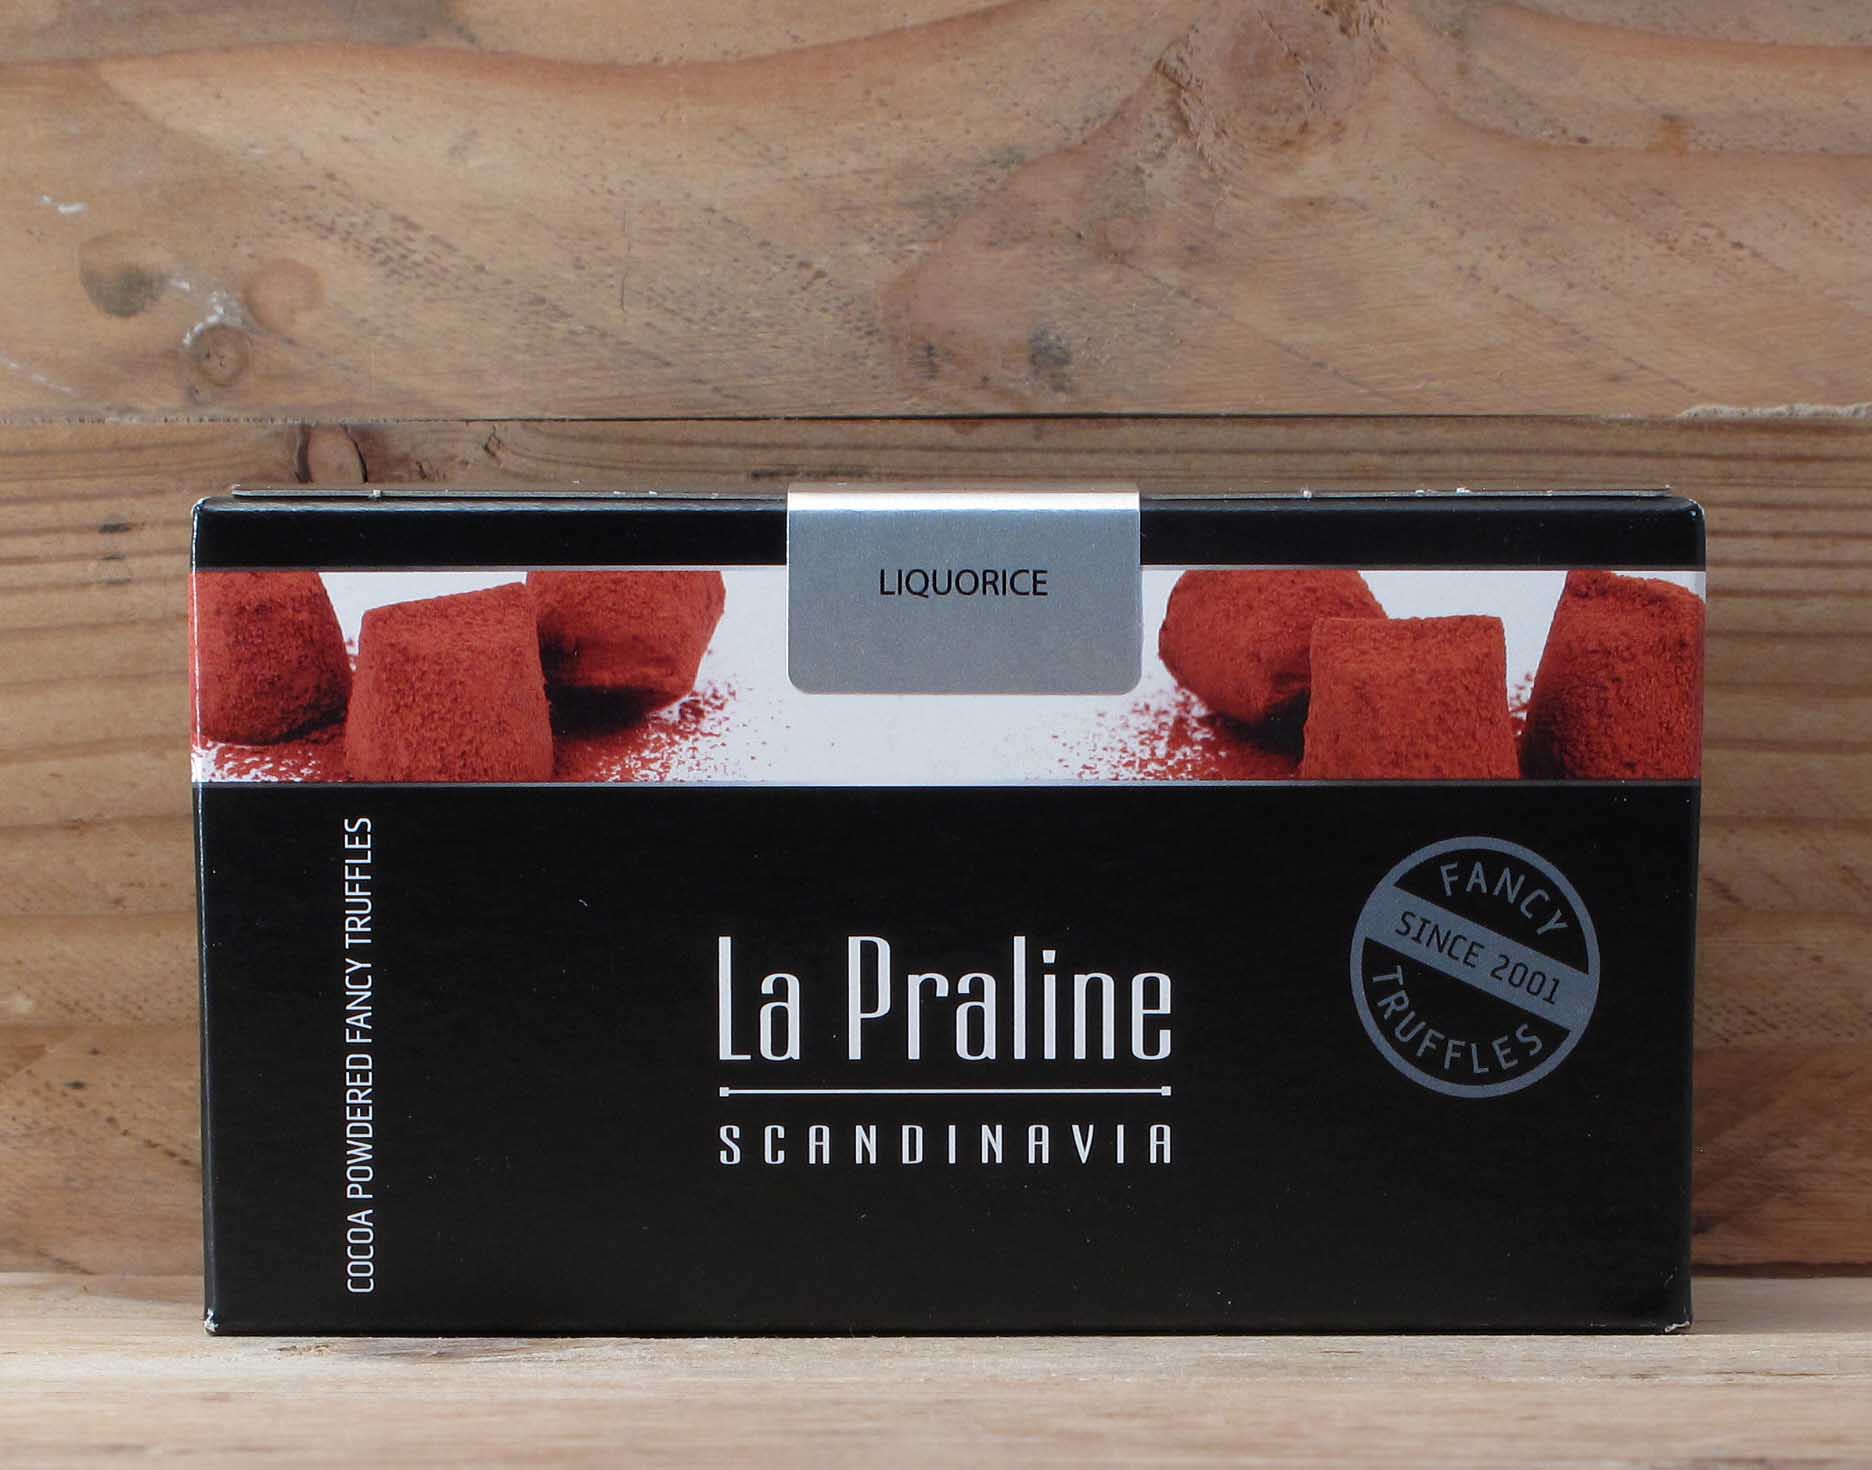 LIQUORICE
COCOA POWDERED FANCY TRUFFLES
La Praline
SCANDINAVIA
FANCY
SINCE 2001
TRUFFLES